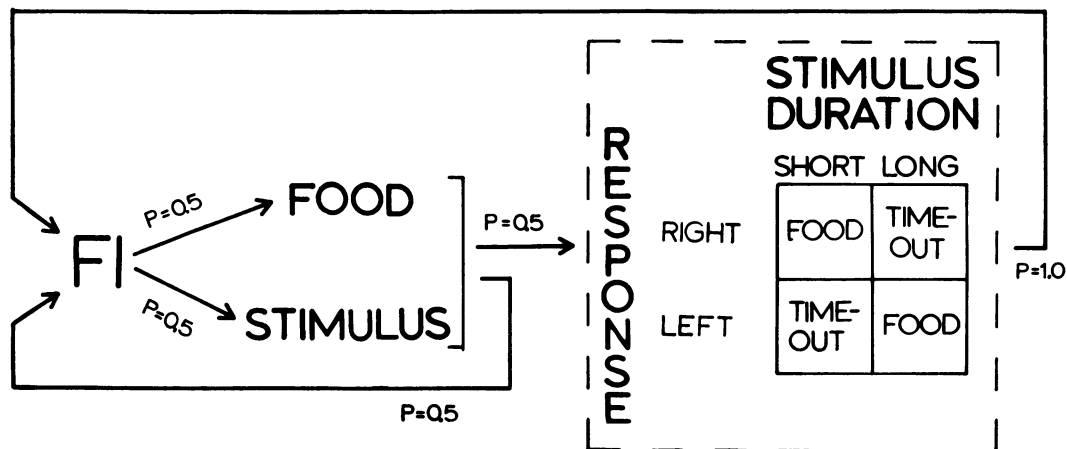 FI
P=0.5
FOOD
P=0.5
STIMULUS
P=0.5
P=0.5
RESPONSE
STIMULUS
DURATION
SHORT LONG
RIGHT
FOOD
TIME-
OUT
LEFT
TIME-
OUT
FOOD
P=1.0